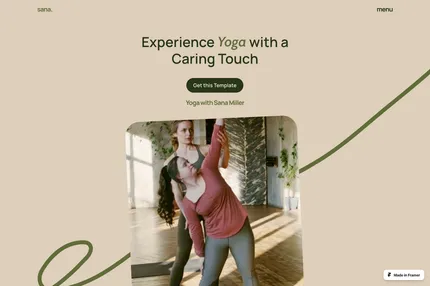 sana.
menu
Experience Yoga with a
Caring Touch
Get this Template
Yoga with Sana Miller
Made in Framer